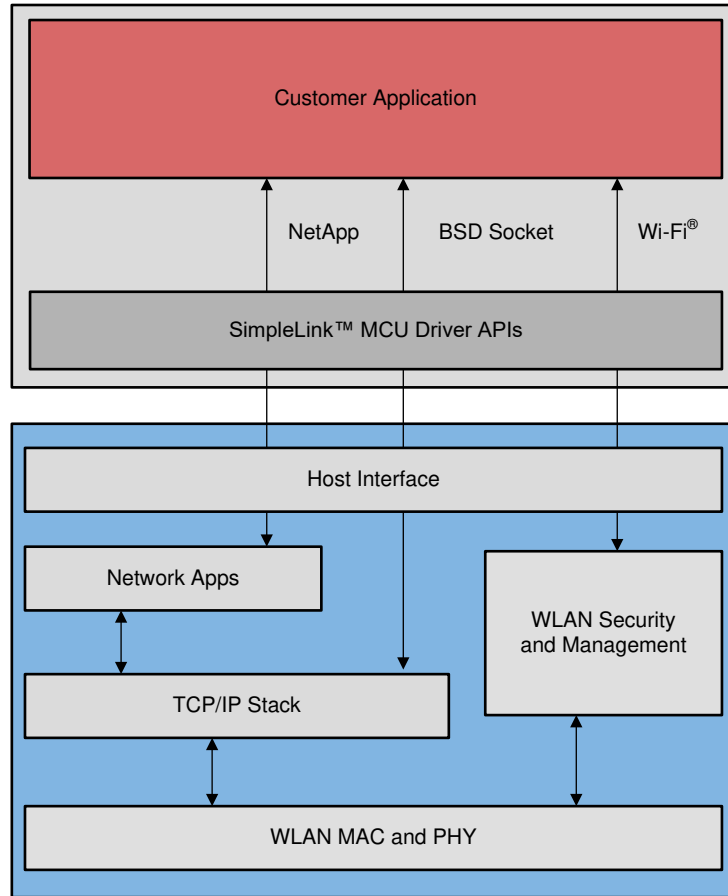 Customer Application
NetApp
BSD Socket
Wi-Fi®
SimpleLink™ MCU Driver APIs
Host Interface
Network Apps
WLAN Security
and Management
TCP/IP Stack
WLAN MAC and PHY